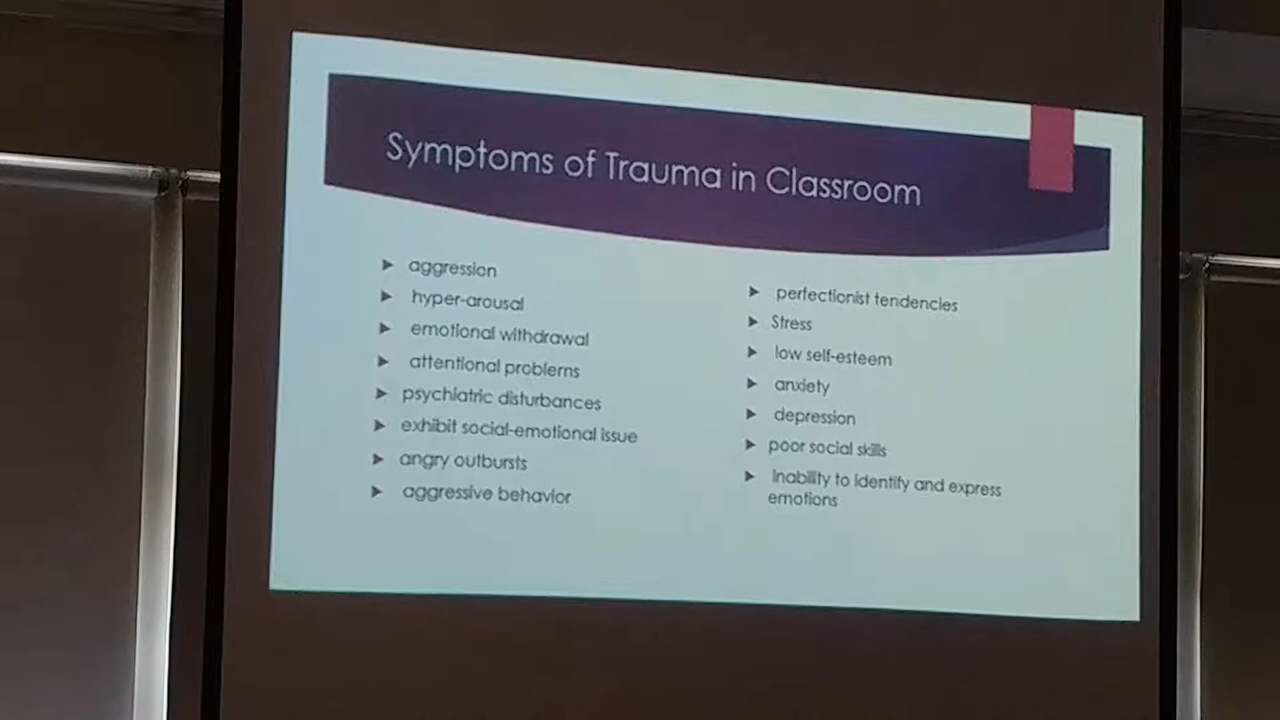 Symptoms of Trauma in Classroom
aggression
hyper-arousal
emotional withdrawal
attentional problems
psychiatric disturbances
exhibit social-emotional issue
angry outbursts
aggressive behavior
perfectionist tendencies
Stress
low self-esteem
anxiety
depression
poor social skills
Inability to identify and express
emotions